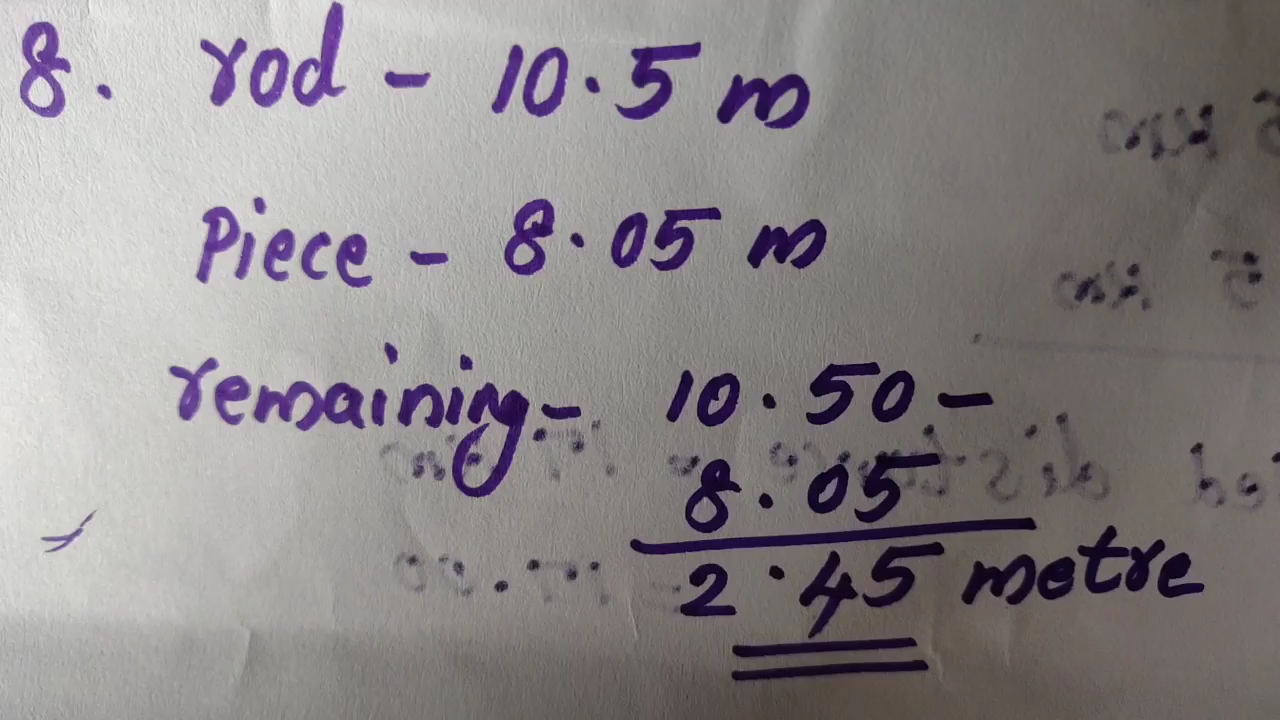 8. rod - 10.5 m
Piece - 8.05 m
remaining - 10.50 -
8.05
2.45 metre